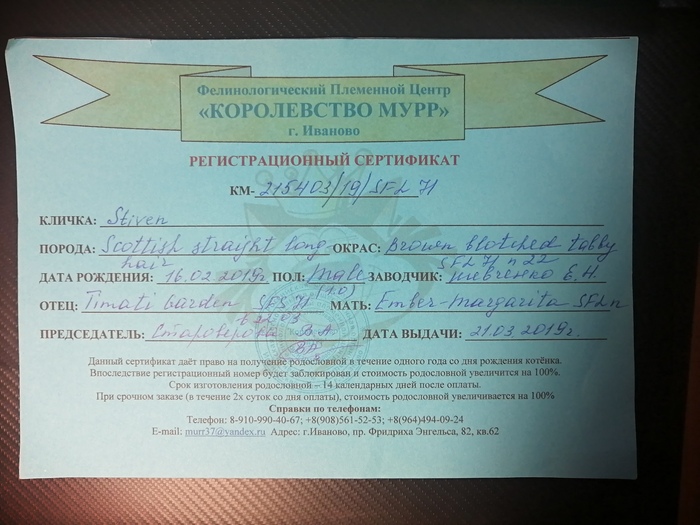 Фелинологический Племенной Центр
«КОРОЛЕВСТВО МУРР»
г. Иваново
РЕГИСТРАЦИОННЫЙ СЕРТИФИКАТ
КМ- 215403/19/SFL 71
КЛИЧКА: Stiven
ПОРОДА: Scottish straight long hair ОКРАС: Brown blotched tabby
SFL 71 n 22
ДАТА РОЖДЕНИЯ: 16.02.2019г ПОЛ: male (1.0) ЗАВОДЧИК: Шевченко Е.Н.
ОТЕЦ: Timati Garden SFS 71 МАТЬ: Ember-Margarita SFL n
ПРЕДСЕДАТЕЛЬ: Староверова В.А. ДАТА ВЫДАЧИ: 21.03.2019г.
Данный сертификат даёт право на получение родословной в течение одного года со дня рождения котёнка.
Впоследствие регистрационный номер будет заблокирован и стоимость родословной увеличится на 100%.
Срок изготовления родословной – 14 календарных дней после оплаты.
При срочном заказе (в течение 2х суток со дня оплаты), стоимость родословной увеличивается на 100%
Справки по телефонам:
Телефон: 8-910-990-40-67; +8(908)561-52-53; +8(964)494-09-24
E-mail: murr37@yandex.ru Адрес: г.Иваново, пр. Фридриха Энгельса, 82, кв.62